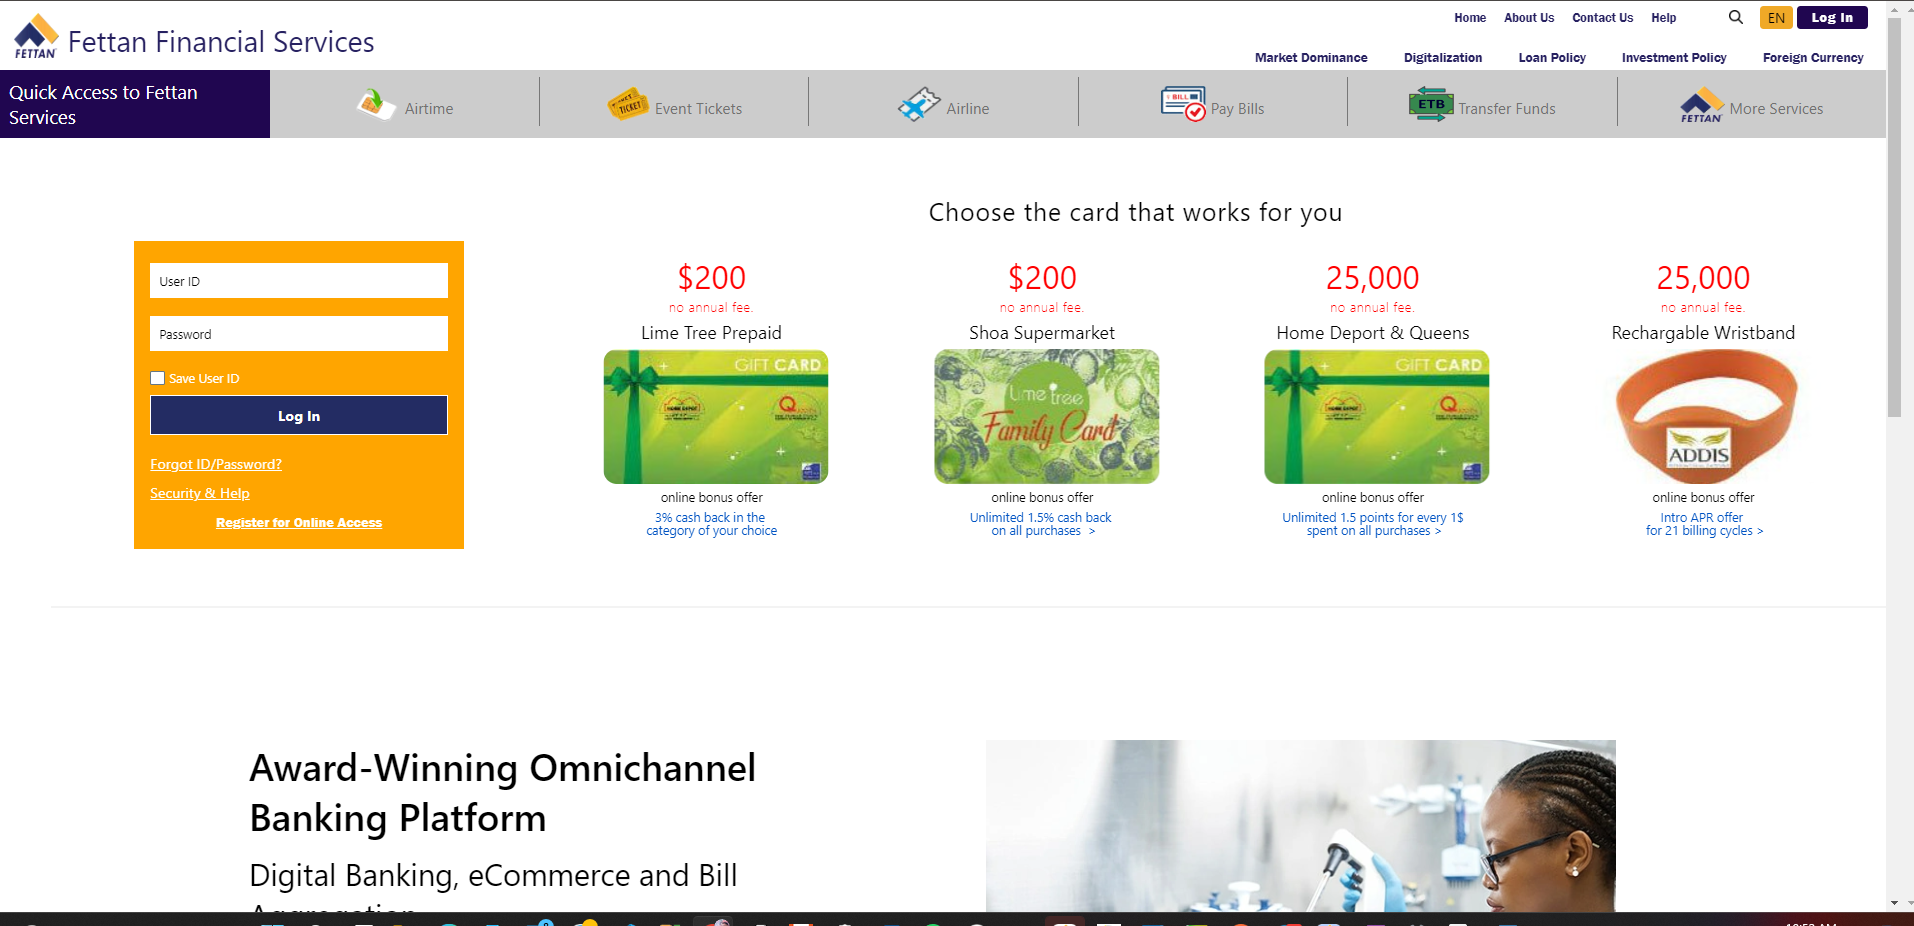 Home About Us Contact Us Help EN Log In
FETTAN Fettan Financial Services
Market Dominance Digitalization Loan Policy Investment Policy Foreign Currency
Quick Access to Fettan
Services
Airtime
TICKET
Event Tickets
Airline
BILL
Pay Bills
ETB
Transfer Funds
FETTAN
More Services
Choose the card that works for you
User ID
Password
Save User ID
Log In
Forgot ID/Password?
Security & Help
Register for Online Access
$200
no annual fee.
Lime Tree Prepaid
GIFT CARD
HOME DEPOT
online bonus offer
3% cash back in the
category of your choice
$200
no annual fee.
Shoa Supermarket
Lime tree
Family Card
online bonus offer
Unlimited 1.5% cash back
on all purchases >
25,000
no annual fee.
Home Deport & Queens
GIFT CARD
HOME DEPOT
online bonus offer
Unlimited 1.5 points for every 1$
spent on all purchases >
25,000
no annual fee.
Rechargable Wristband
ADDIS
online bonus offer
Intro APR offer
for 21 billing cycles >
Award-Winning Omnichannel
Banking Platform
Digital Banking, eCommerce and Bill
Aggregation